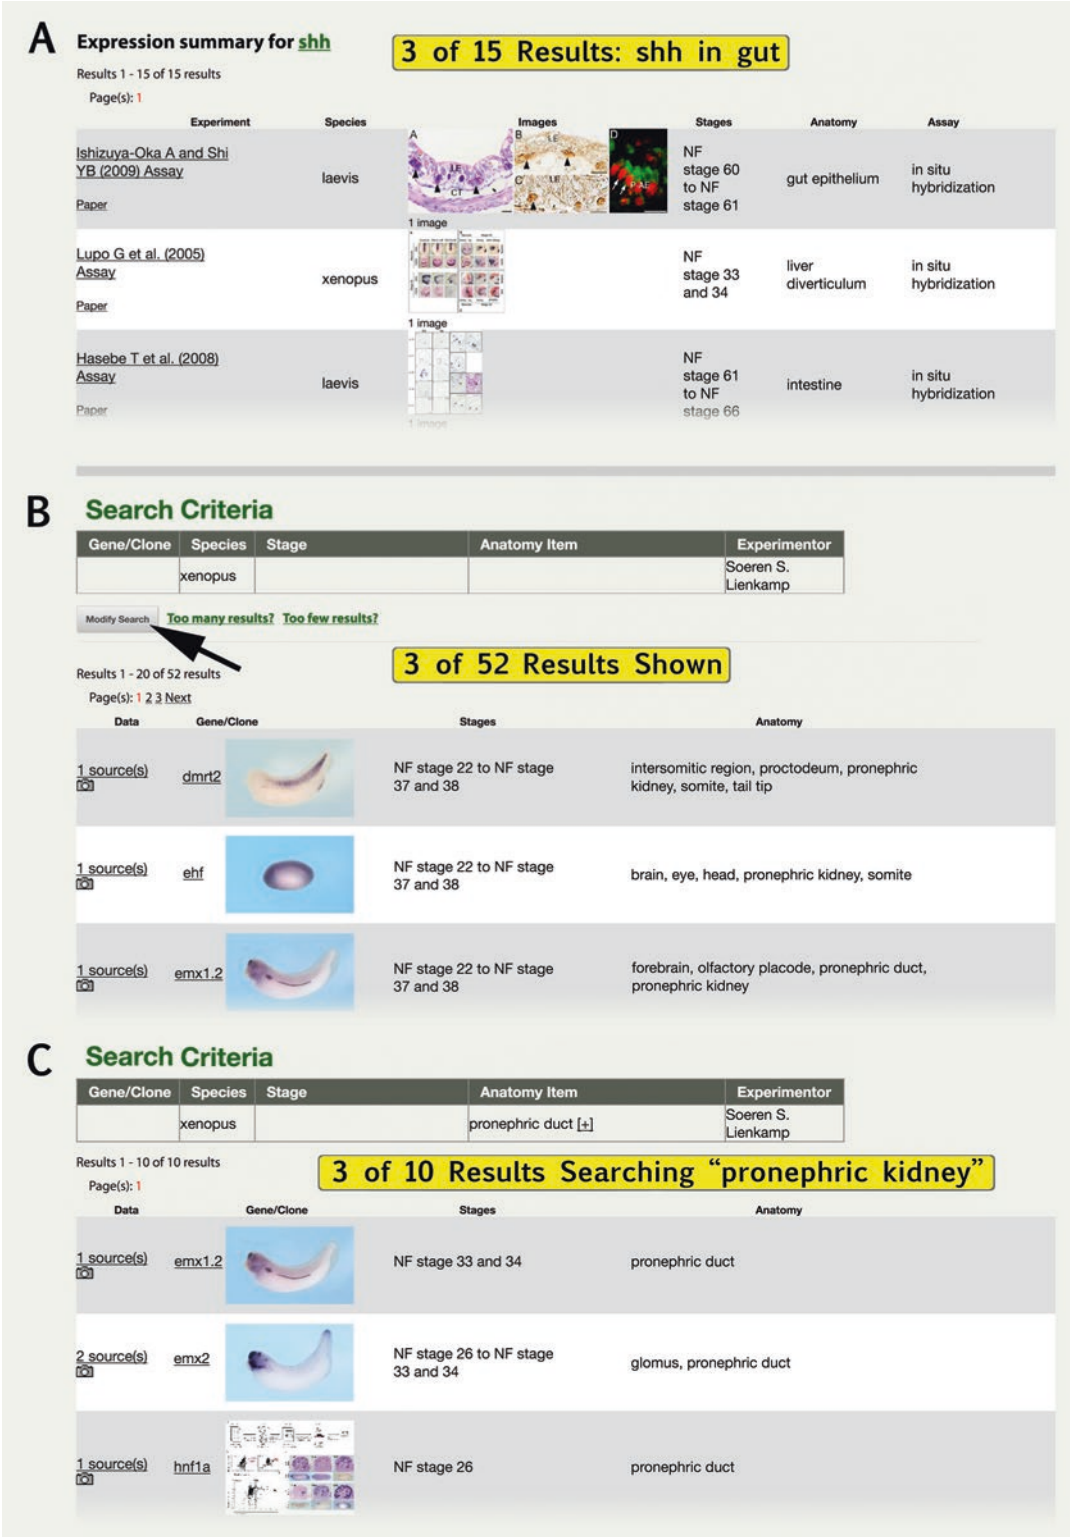 A
Expression summary for shh
3 of 15 Results: shh in gut
Results 1 - 15 of 15 results
Page(s): 1
Experiment Species Images Stages Anatomy Assay
Ishizuya-Oka A and Shi
YB (2009) Assay
Paper
laevis
A
B
C
D
LE
CT
LE
LE
AE
NF
stage 60
to NF
stage 61
gut epithelium
in situ
hybridization
1 image
Lupo G et al. (2005)
Assay
Paper
xenopus
NF
stage 33
and 34
liver
diverticulum
in situ
hybridization
1 image
Hasebe T et al. (2008)
Assay
Paper
laevis
NF
stage 61
to NF
stage 66
intestine
in situ
hybridization
1 image
B
Search Criteria
Gene/Clone Species Stage Anatomy Item Experimentor
xenopus Soeren S.
Lienkamp
Modify Search Too many results? Too few results?
3 of 52 Results Shown
Results 1 - 20 of 52 results
Page(s): 1 2 3 Next
Data Gene/Clone Stages Anatomy
1 source(s)
dmrt2
NF stage 22 to NF stage
37 and 38
intersomitic region, proctodeum, pronephric
kidney, somite, tail tip
1 source(s)
ehf
NF stage 22 to NF stage
37 and 38
brain, eye, head, pronephric kidney, somite
1 source(s)
emx1.2
NF stage 22 to NF stage
37 and 38
forebrain, olfactory placode, pronephric duct,
pronephric kidney
C
Search Criteria
Gene/Clone Species Stage Anatomy Item Experimentor
xenopus pronephric duct [+] Soeren S.
Lienkamp
Results 1 - 10 of 10 results
3 of 10 Results Searching “pronephric kidney”
Page(s): 1
Data Gene/Clone Stages Anatomy
1 source(s)
emx1.2
NF stage 33 and 34
pronephric duct
2 source(s)
emx2
NF stage 26 to NF stage
33 and 34
glomus, pronephric duct
1 source(s)
hnf1a
NF stage 26
pronephric duct